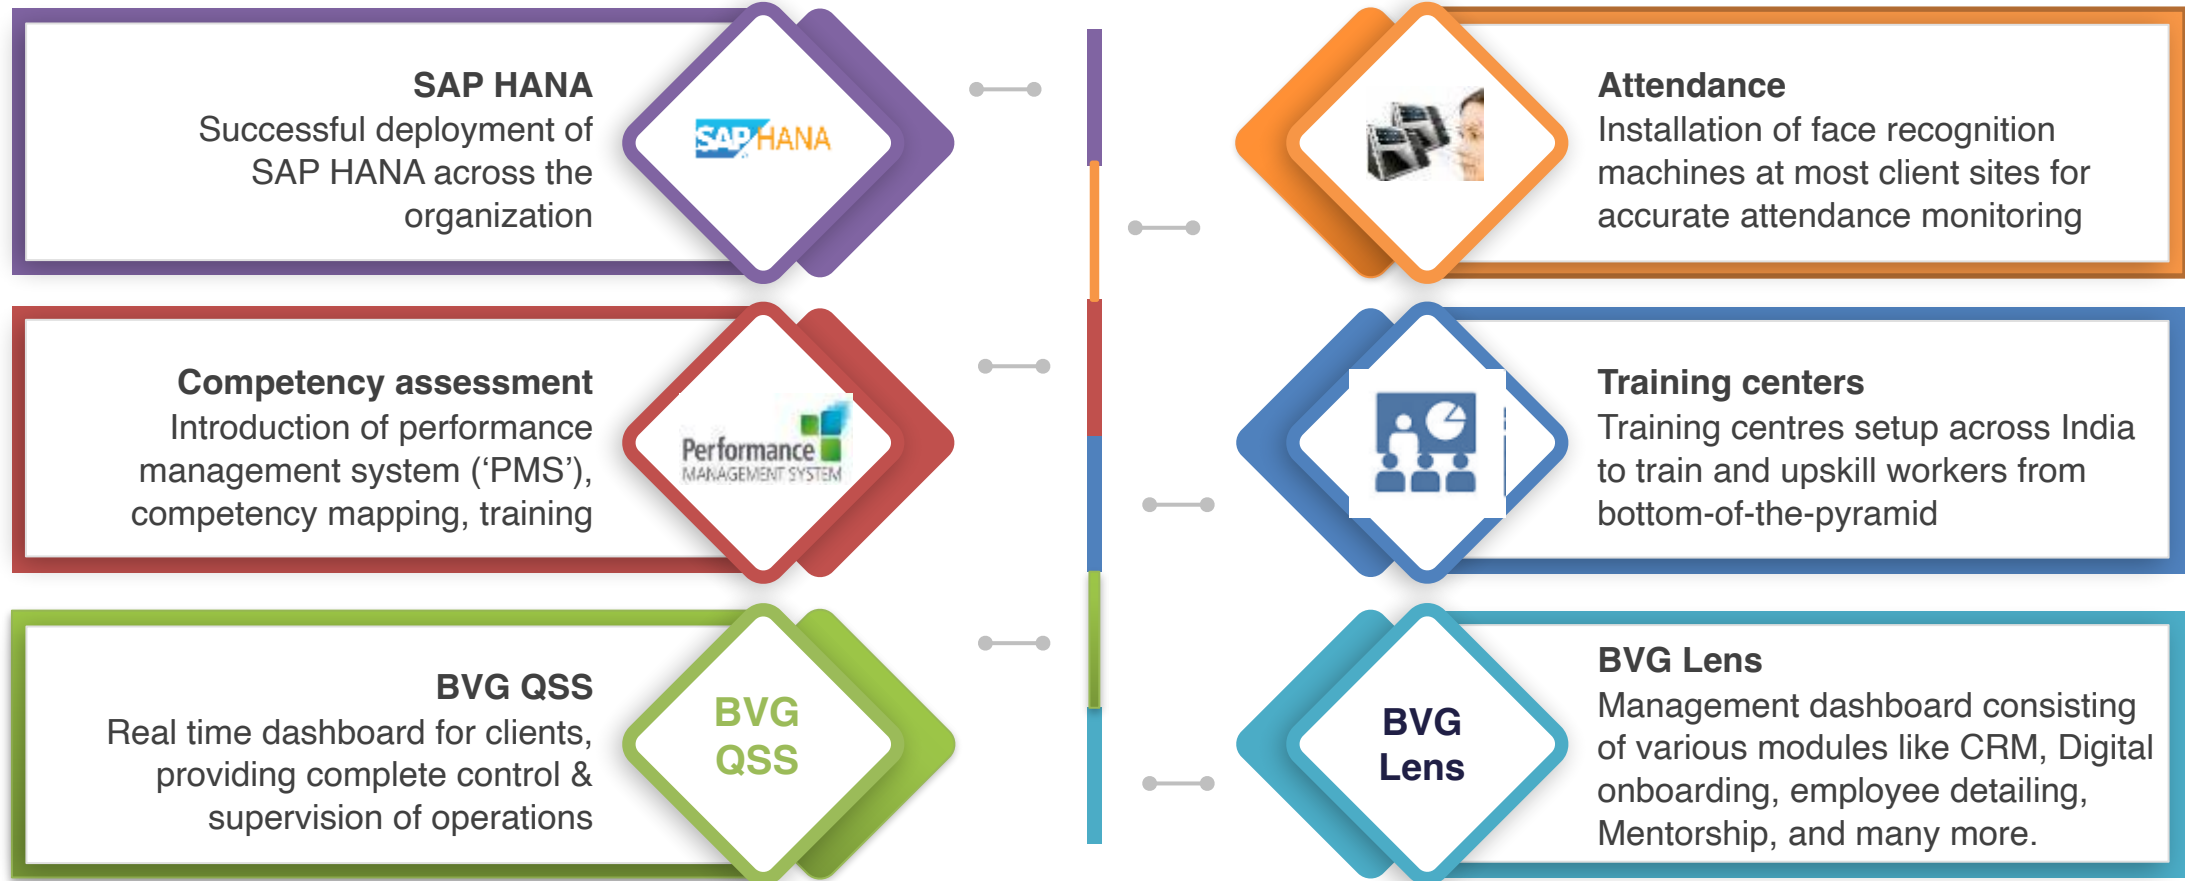 SAP HANA
Successful deployment of
SAP HANA across the
organization
SAP HANA
Attendance
Installation of face recognition
machines at most client sites for
accurate attendance monitoring
Competency assessment
Introduction of performance
management system (‘PMS’),
competency mapping, training
Performance
MANAGEMENT SYSTEM
Training centers
Training centres setup across India
to train and upskill workers from
bottom-of-the-pyramid
BVG QSS
Real time dashboard for clients,
providing complete control &
supervision of operations
BVG
QSS
BVG
Lens
BVG Lens
Management dashboard consisting
of various modules like CRM, Digital
onboarding, employee detailing,
Mentorship, and many more.